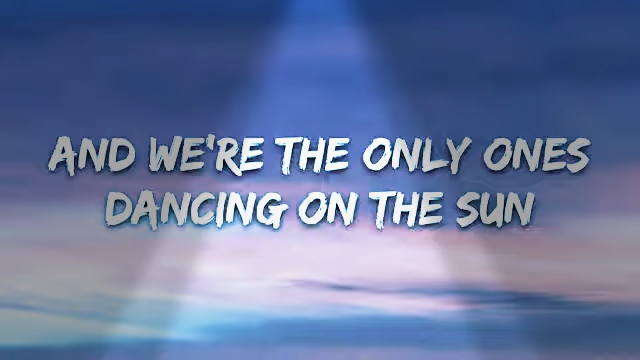 AND WE'RE THE ONLY ONES
DANCING ON THE SUN